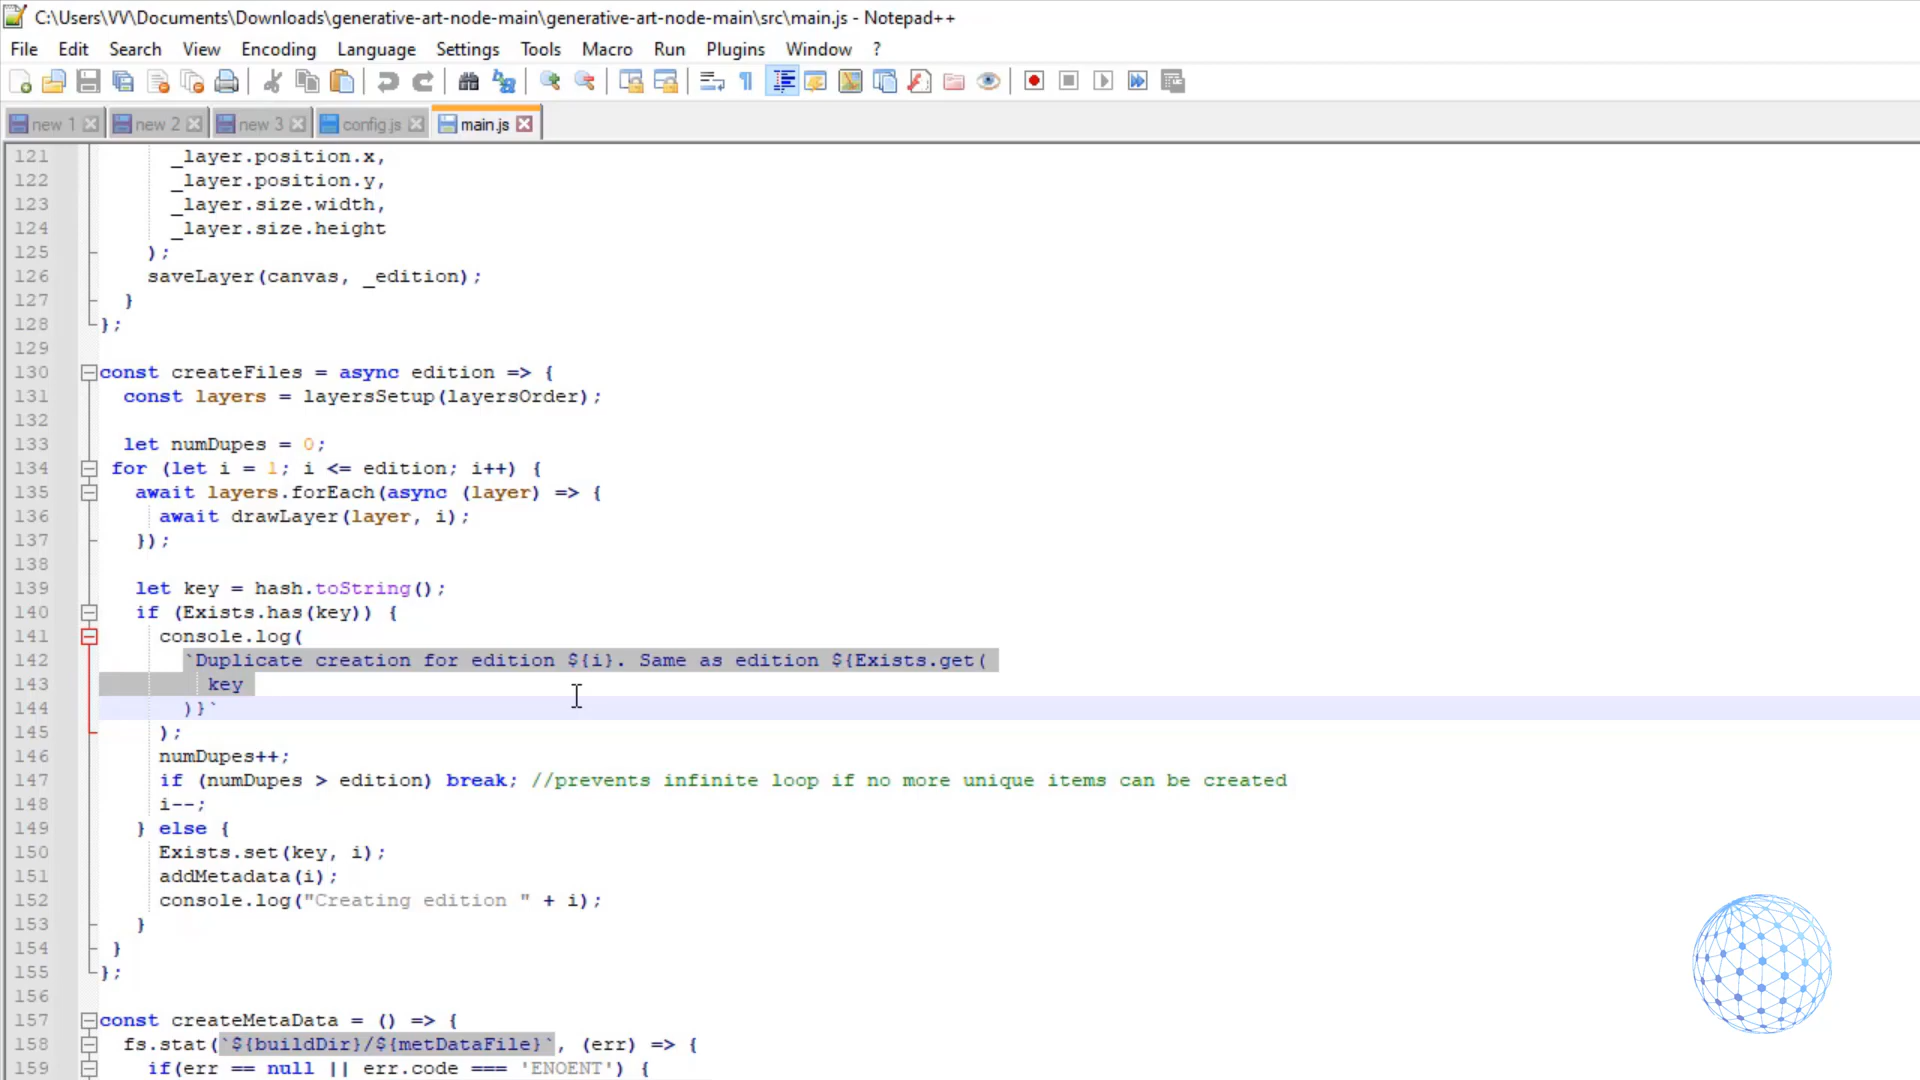 C:\Users\VV\Documents\Downloads\generative-art-node-main\generative-art-node-main\src\main.js - Notepad++
File Edit Search View Encoding Language Settings Tools Macro Run Plugins Window ?
new 1 new 2 new 3 config.js main.js
121 _layer.position.x,
122 _layer.position.y,
123 _layer.size.width,
124 _layer.size.height
125 );
126 saveLayer(canvas, _edition);
127 }
128 };
129
130 const createFiles = async edition => {
131 const layers = layersSetup(layersOrder);
132
133 let numDupes = 0;
134 for (let i = 1; i <= edition; i++) {
135 await layers.forEach(async (layer) => {
136 await drawLayer(layer, i);
137 });
138
139 let key = hash.toString();
140 if (Exists.has(key)) {
141 console.log(
142 `Duplicate creation for edition ${i}. Same as edition ${Exists.get(
143 key
144 )}`
145 );
146 numDupes++;
147 if (numDupes > edition) break; //prevents infinite loop if no more unique items can be created
148 i--;
149 } else {
150 Exists.set(key, i);
151 addMetadata(i);
152 console.log("Creating edition " + i);
153 }
154 }
155 };
156
157 const createMetaData = () => {
158 fs.stat(`${buildDir}/${metDataFile}`, (err) => {
159 if(err == null || err.code === 'ENOENT') {